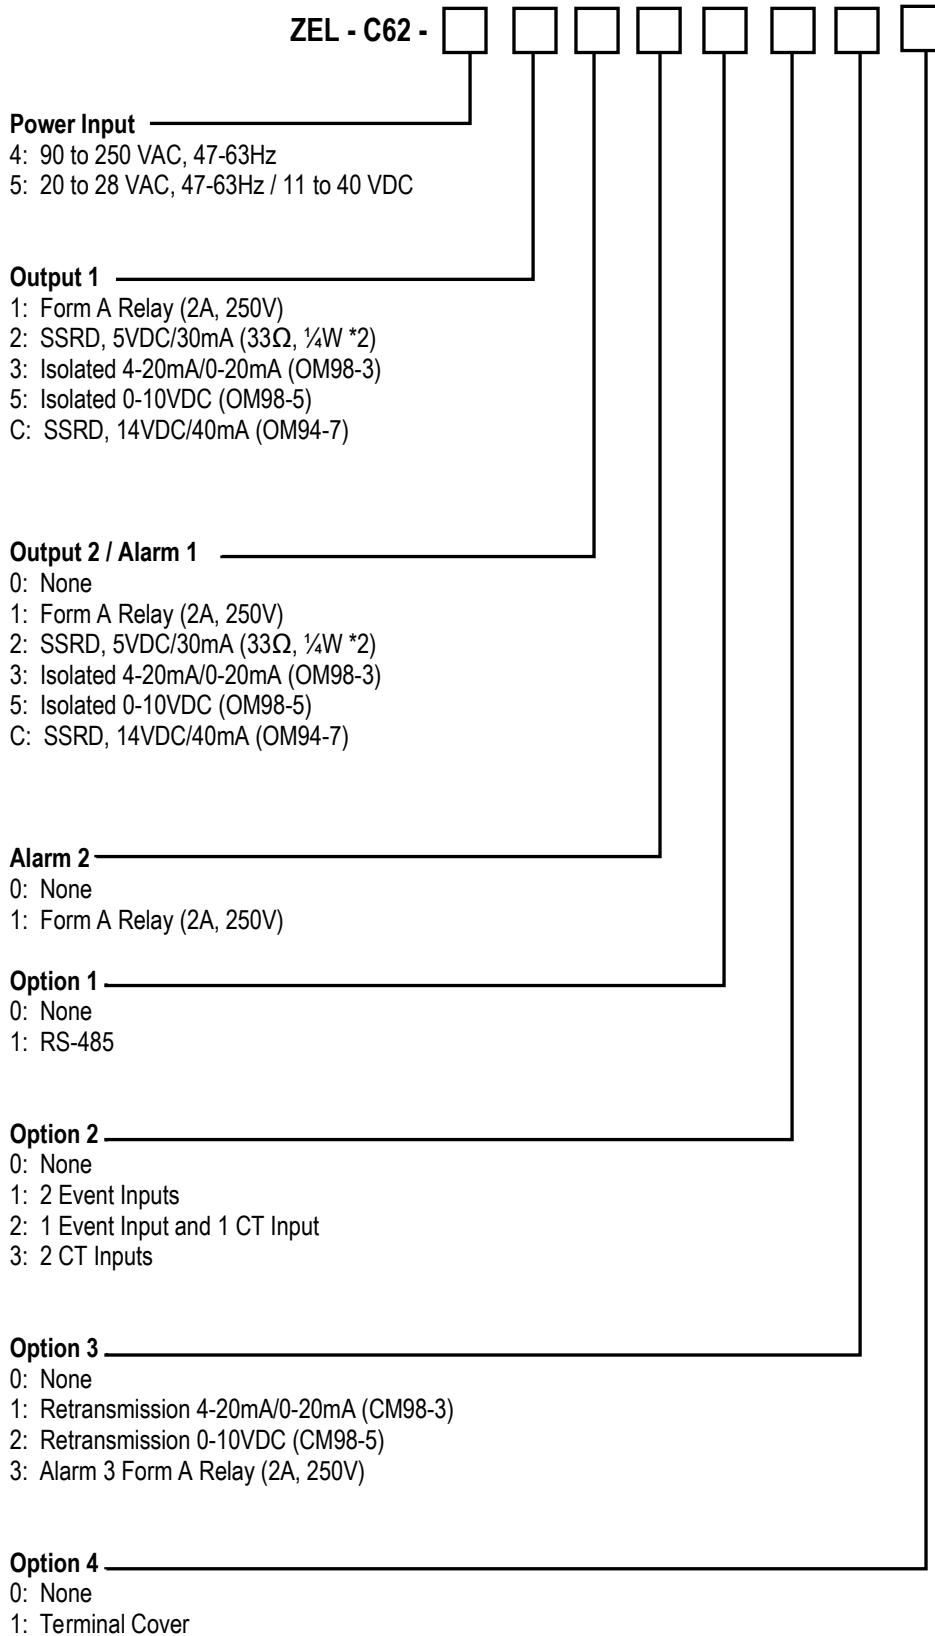 ZEL - C62 -
Power Input
4: 90 to 250 VAC, 47-63Hz
5: 20 to 28 VAC, 47-63Hz / 11 to 40 VDC
Output 1
1: Form A Relay (2A, 250V)
2: SSRD, 5VDC/30mA (33Ω, ¼W *2)
3: Isolated 4-20mA/0-20mA (OM98-3)
5: Isolated 0-10VDC (OM98-5)
C: SSRD, 14VDC/40mA (OM94-7)
Output 2 / Alarm 1
0: None
1: Form A Relay (2A, 250V)
2: SSRD, 5VDC/30mA (33Ω, ¼W *2)
3: Isolated 4-20mA/0-20mA (OM98-3)
5: Isolated 0-10VDC (OM98-5)
C: SSRD, 14VDC/40mA (OM94-7)
Alarm 2
0: None
1: Form A Relay (2A, 250V)
Option 1
0: None
1: RS-485
Option 2
0: None
1: 2 Event Inputs
2: 1 Event Input and 1 CT Input
3: 2 CT Inputs
Option 3
0: None
1: Retransmission 4-20mA/0-20mA (CM98-3)
2: Retransmission 0-10VDC (CM98-5)
3: Alarm 3 Form A Relay (2A, 250V)
Option 4
0: None
1: Terminal Cover